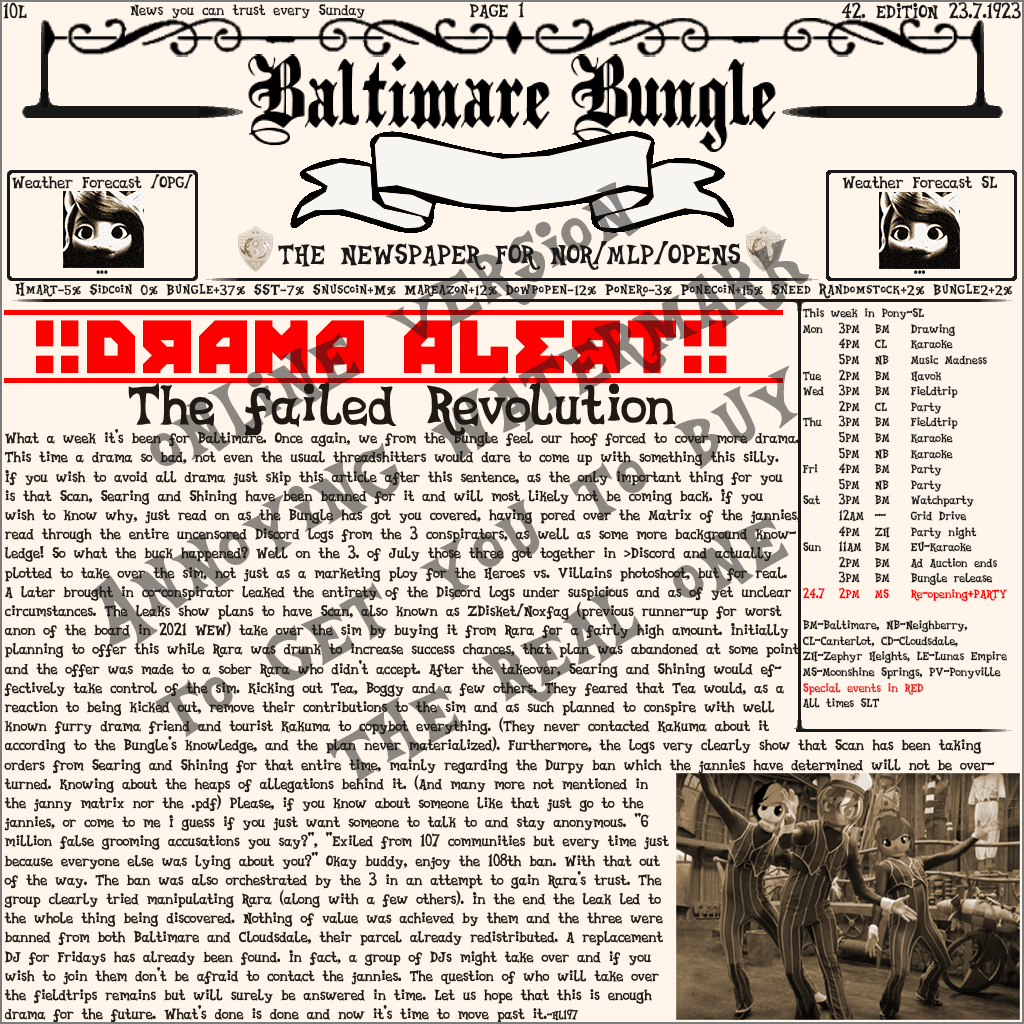 10L News you can trust every Sunday PAGE 1 42. EDITION 23.7.1923
Baltimare Bungle
Weather Forecast /OPG/
...
THE NEWSPAPER FOR NOR/MLP/OPENS
Weather Forecast SL
...
HMART-5% SIDCOIN 0% BUNGLE+37% SST-7% SNUSCOIN+M% MAREAZON+12% DOWPOPEN-12% PONERO-3% PONECOIN+15% SNEED RANDOMSTOCK+2% BUNGLE2+2%
!!DRAMA ALERT!!
The failed Revolution
What a week it's been for Baltimare. Once again, we from the Bungle feel our hoof forced to cover more drama.
This time a drama so bad, not even the usual threadshitters would dare to come up with something this silly.
if you wish to avoid all drama just skip this article after this sentence, as the only important thing for you
is that Scan, Searing and Shining have been banned for it and will most likely not be coming back. if you
wish to know why, just read on as the Bungle has got you covered, having pored over the Matrix of the jannies,
read through the entire uncensored Discord logs from the 3 conspirators, as well as some more background know-
ledge! So what the buck happened? Well on the 3. of July those three got together in >Discord and actually
plotted to take over the sim, not just as a marketing ploy for the Heroes vs. Villains photoshoot, but for real.
A later brought in co-conspirator leaked the entirety of the Discord Logs under suspicious and as of yet unclear
circumstances. The leaks show plans to have Scan, also known as ZDisket/Noxfag (previous runner-up for worst
anon of the board in 2021 WEW) take over the sim by buying it from Rara for a fairly high amount. initially
planning to offer this while Rara was drunk to increase success chances, that plan was abandoned at some point
and the offer was made to a sober Rara who didn't accept. After the takeover, Searing and Shining would ef-
fectively take control of the sim. Kicking out Tea, Boggy and a few others. They feared that Tea would, as a
reaction to being kicked out, remove their contributions to the sim and as such planned to conspire with well
known furry drama friend and tourist Kakuma to copybot everything. (They never contacted Kakuma about it
according to the Bungle's knowledge, and the plan never materialized). Furthermore, the logs very clearly show that Scan has been taking
orders from Searing and Shining for that entire time, mainly regarding the Durpy ban which the jannies have determined will not be over-
turned. Knowing about the heaps of allegations behind it. (And many more not mentioned in
the janny matrix nor the .pdf) Please, if you know about someone like that just go to the
jannies, or come to me i guess if you just want someone to talk to and stay anonymous. "6
million false grooming accusations you say?", "Exiled from 107 communities but every time just
because everyone else was lying about you?" Okay buddy, enjoy the 108th ban. With that out
of the way. The ban was also orchestrated by the 3 in an attempt to gain Rara's trust. The
group clearly tried manipulating Rara (along with a few others). in the end the leak led to
the whole thing being discovered. Nothing of value was achieved by them and the three were
banned from both Baltimare and Cloudsdale, their parcel already redistributed. A replacement
DJ for Fridays has already been found. in fact, a group of DJs might take over and if you
wish to join them don't be afraid to contact the jannies. The question of who will take over
the fieldtrips remains but will surely be answered in time. Let us hope that this is enough
drama for the future. What's done is done and now it's time to move past it.-HL197
This week in Pony-SL
Mon 3PM BM Drawing
4PM CL Karaoke
5PM NB Music Madness
Tue 2PM BM Havok
Wed 3PM BM Fieldtrip
2PM CL Party
Thu 3PM BM Fieldtrip
5PM BM Karaoke
5PM NB Karaoke
Fri 4PM BM Party
5PM NB Party
Sat 3PM BM Watchparty
12AM -- Grid Drive
4PM ZH Party night
Sun 11AM BM EU-Karaoke
2PM BM Ad Auction ends
3PM BM Bungle release
24.7 2PM MS Re-opening+PARTY
BM-Baltimare, NB-Neighberry,
CL-Canterlot, CD-Cloudsdale,
ZH-Zephyr Heights, LE-Lunas Empire
MS-Moonshine Springs, PV-Ponyville
Special events in RED
All times SLT
ONLINE VERSION
ANNOYING WATERMARK
TO GET YOU TO BUY
THE REAL ONE